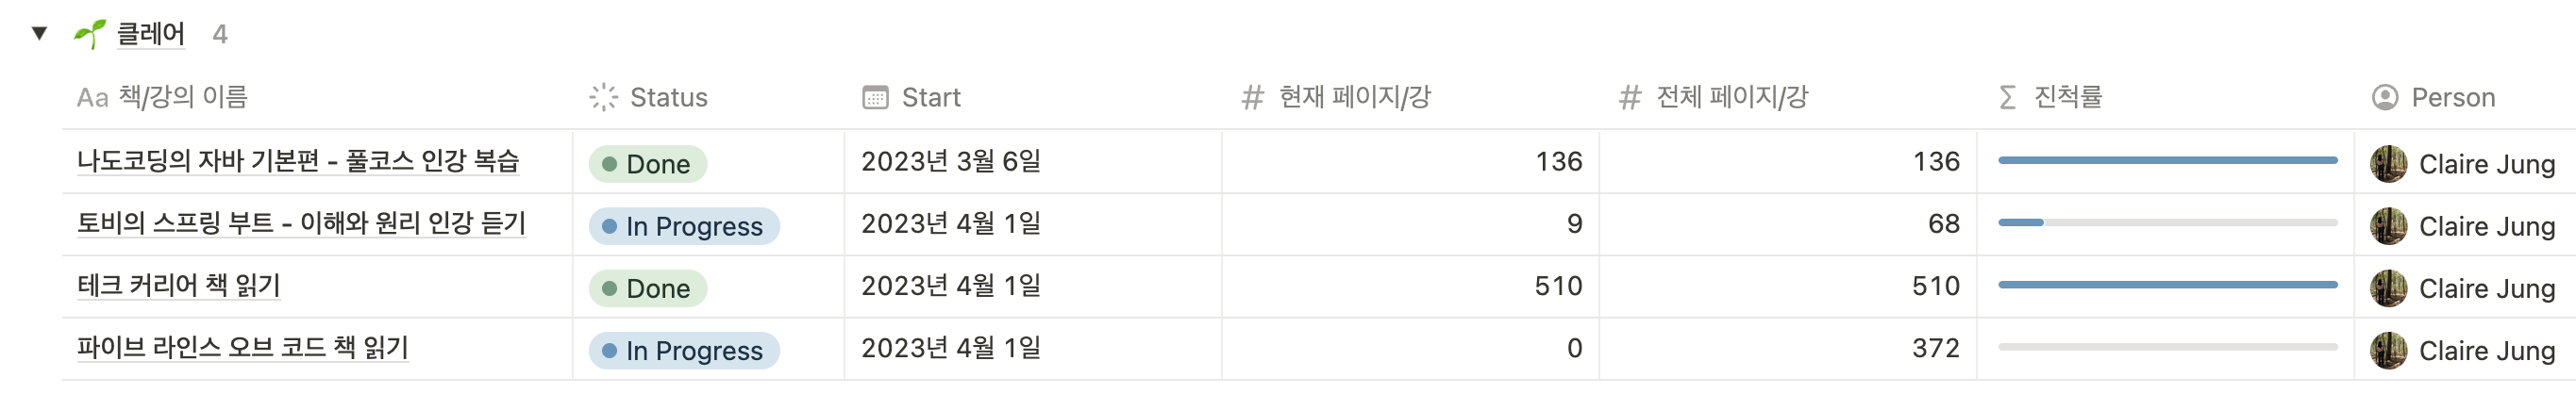 클레어 4
Aa 책/강의 이름 Status Start # 현재 페이지/강 # 전체 페이지/강 Σ 진척률 Person
나도코딩의 자바 기본편 - 풀코스 인강 복습 Done 2023년 3월 6일 136 136 Claire Jung
토비의 스프링 부트 - 이해와 원리 인강 듣기 In Progress 2023년 4월 1일 9 68 Claire Jung
테크 커리어 책 읽기 Done 2023년 4월 1일 510 510 Claire Jung
파이브 라인스 오브 코드 책 읽기 In Progress 2023년 4월 1일 0 372 Claire Jung